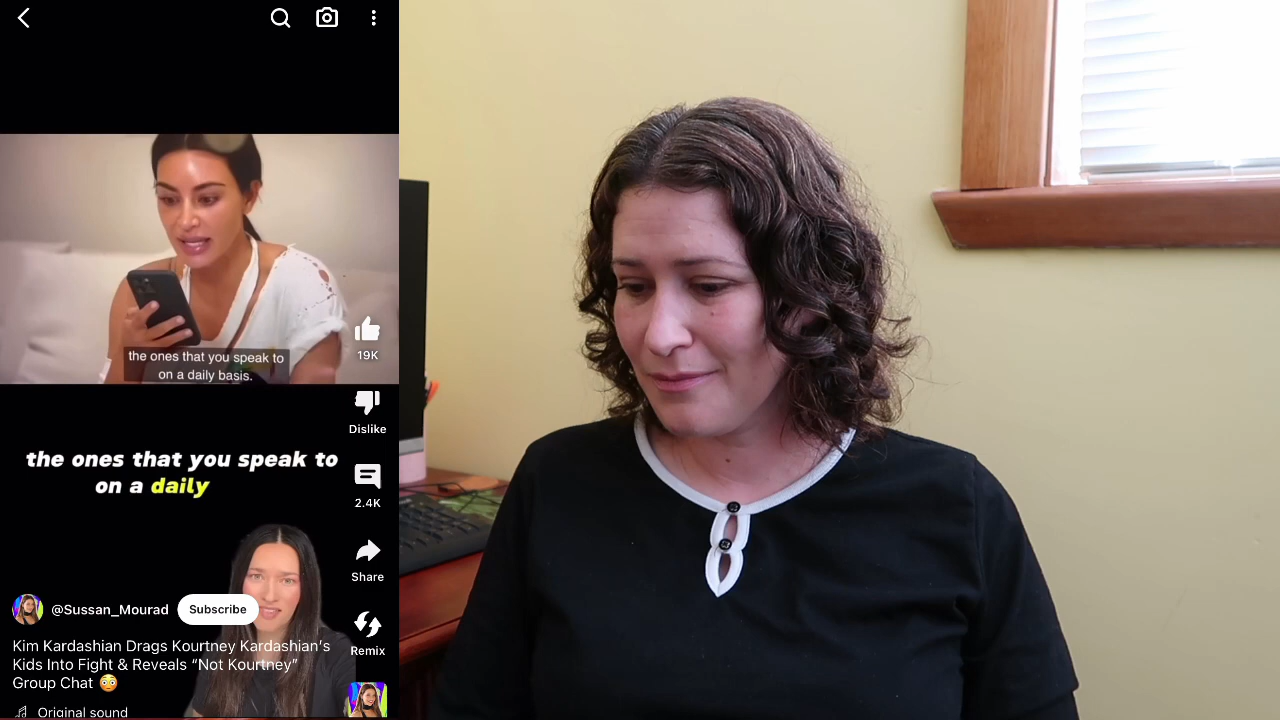 the ones that you speak to
on a daily basis.
19K
Dislike
the ones that you speak to
on a daily
2.4K
Share
@Sussan_Mourad
Subscribe
Kim Kardashian Drags Kourtney Kardashian's
Kids Into Fight & Reveals “Not Kourtney”
Group Chat 😳
Remix
Original sound